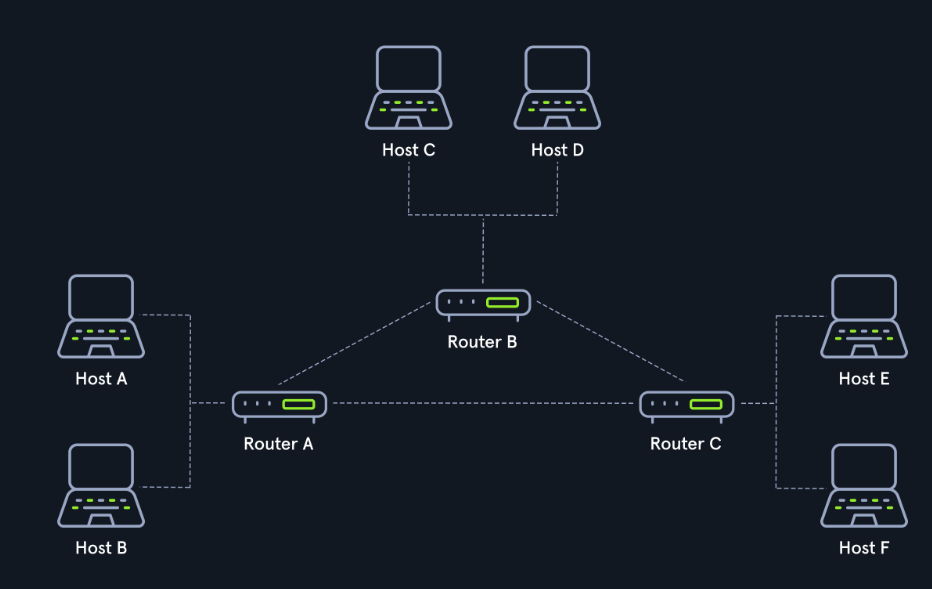 Host C
Host D
Router B
Host A
Host E
Router A
Router C
Host B
Host F